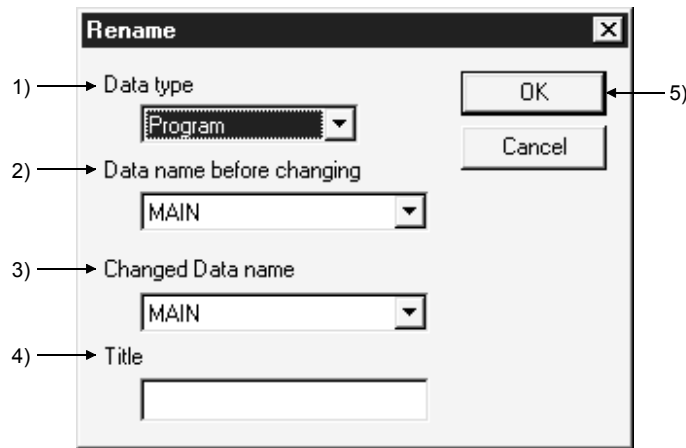 Rename
1) Data type
OK
5)
Program
Cancel
2) Data name before changing
MAIN
3) Changed Data name
MAIN
4) Title